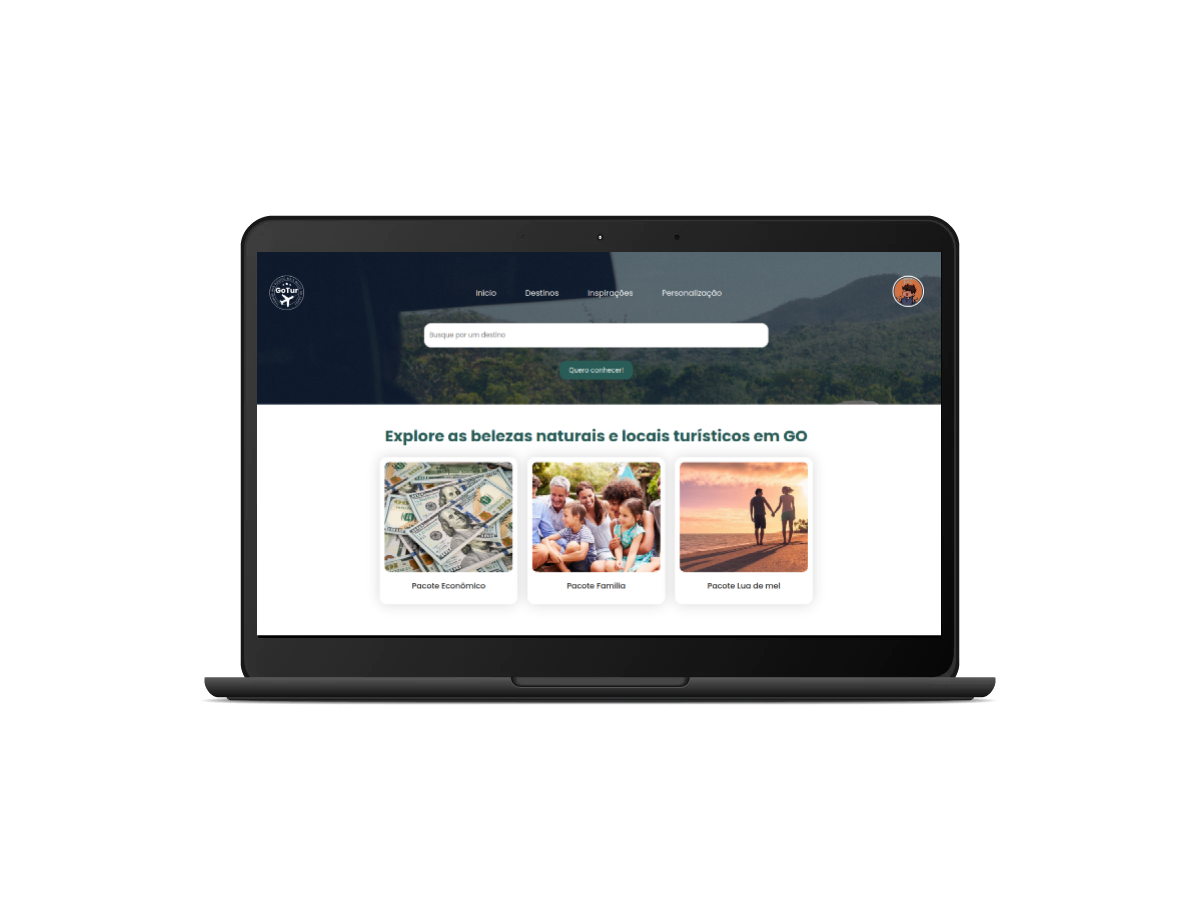 GoTur
Início
Destinos
Inspirações
Personalização
Busque por um destino
Quero conhecer!
Explore as belezas naturais e locais turísticos em GO
Pacote Econômico
Pacote Família
Pacote Lua de mel